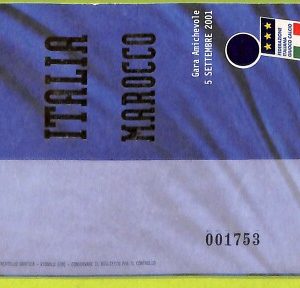 ITALIA
MAROCCO
Gara Amichevole
5 SETTEMBRE 2001
FEDERAZIONE
ITALIANA
GIUOCO CALCIO
001753